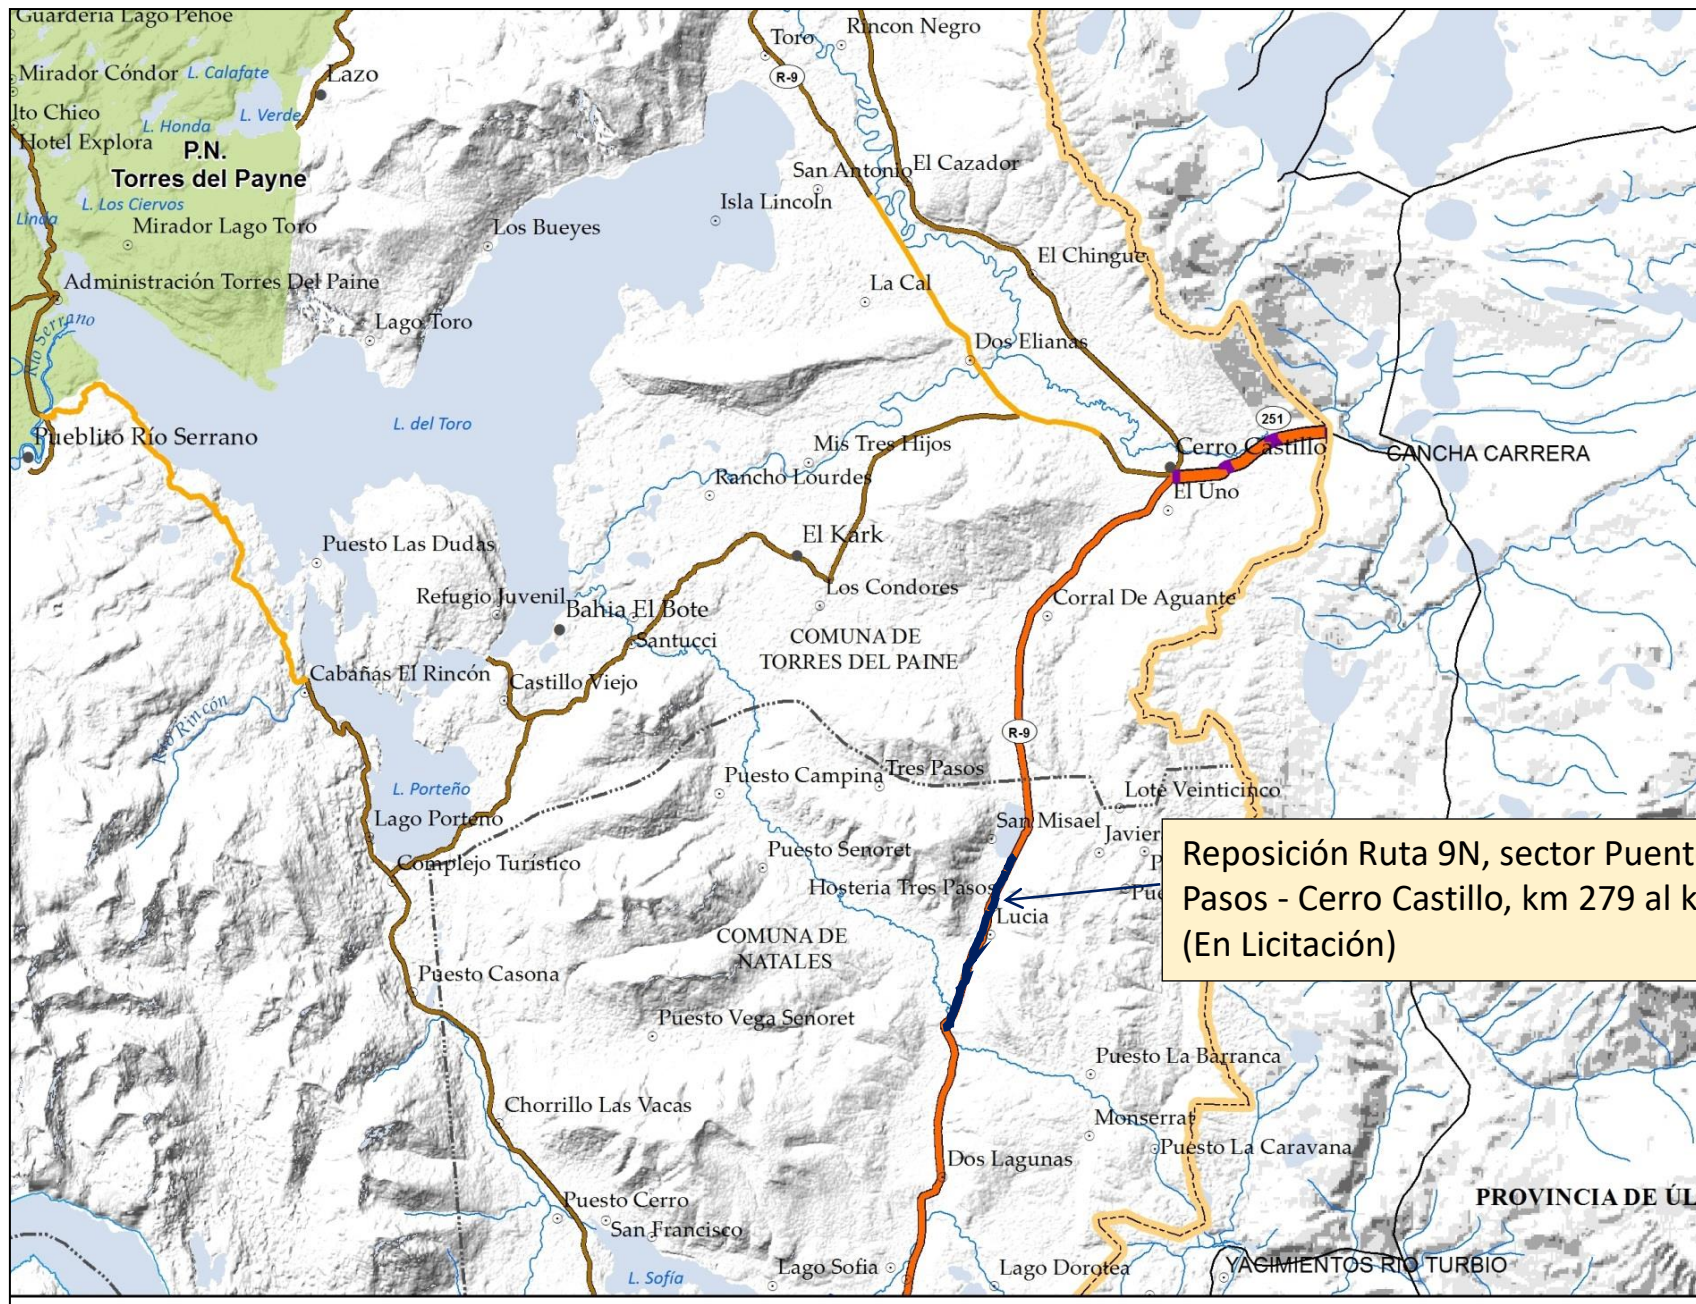 Guardería Lago Pehoe
Toro
Rincon Negro
Mirador Cóndor
L. Calafate
Lazo
R-9
lto Chico
L. Verde
L. Honda
Hotel Explora
P.N.
Torres del Payne
San Antonio
El Cazador
L. Los Ciervos
Isla Lincoln
Linda
Mirador Lago Toro
Los Bueyes
El Chingue
Administración Torres Del Paine
La Cal
Río Serrano
Lago Toro
Dos Elianas
L. del Toro
251
Pueblito Río Serrano
Mis Tres Hijos
Cerro Castillo
CANCHA CARRERA
Rancho Lourdes
El Uno
El Kark
Puesto Las Dudas
Los Condores
Refugio Juvenil
Bahia El Bote
Corral De Aguante
Santucci
COMUNA DE
TORRES DEL PAINE
Cabañas El Rincón
Castillo Viejo
Río Rincón
R-9
Puesto Campina
Tres Pasos
L. Porteño
Lote Veinticinco
Lago Porteno
San Misael
Javier
Puesto Senoret
Complejo Turístico
Hosteria Tres Pasos
P
Pue
Reposición Ruta 9N, sector Puent
Pasos - Cerro Castillo, km 279 al k
(En Licitación)
Lucia
COMUNA DE
NATALES
Puesto Casona
Puesto Vega Senoret
Puesto La Barranca
Chorrillo Las Vacas
Monserrat
Puesto La Caravana
Dos Lagunas
Puesto Cerro
PROVINCIA DE ÚL
San Francisco
L. Sofía
Lago Sofia
Lago Dorotea
YACIMIENTOS RIO TURBIO